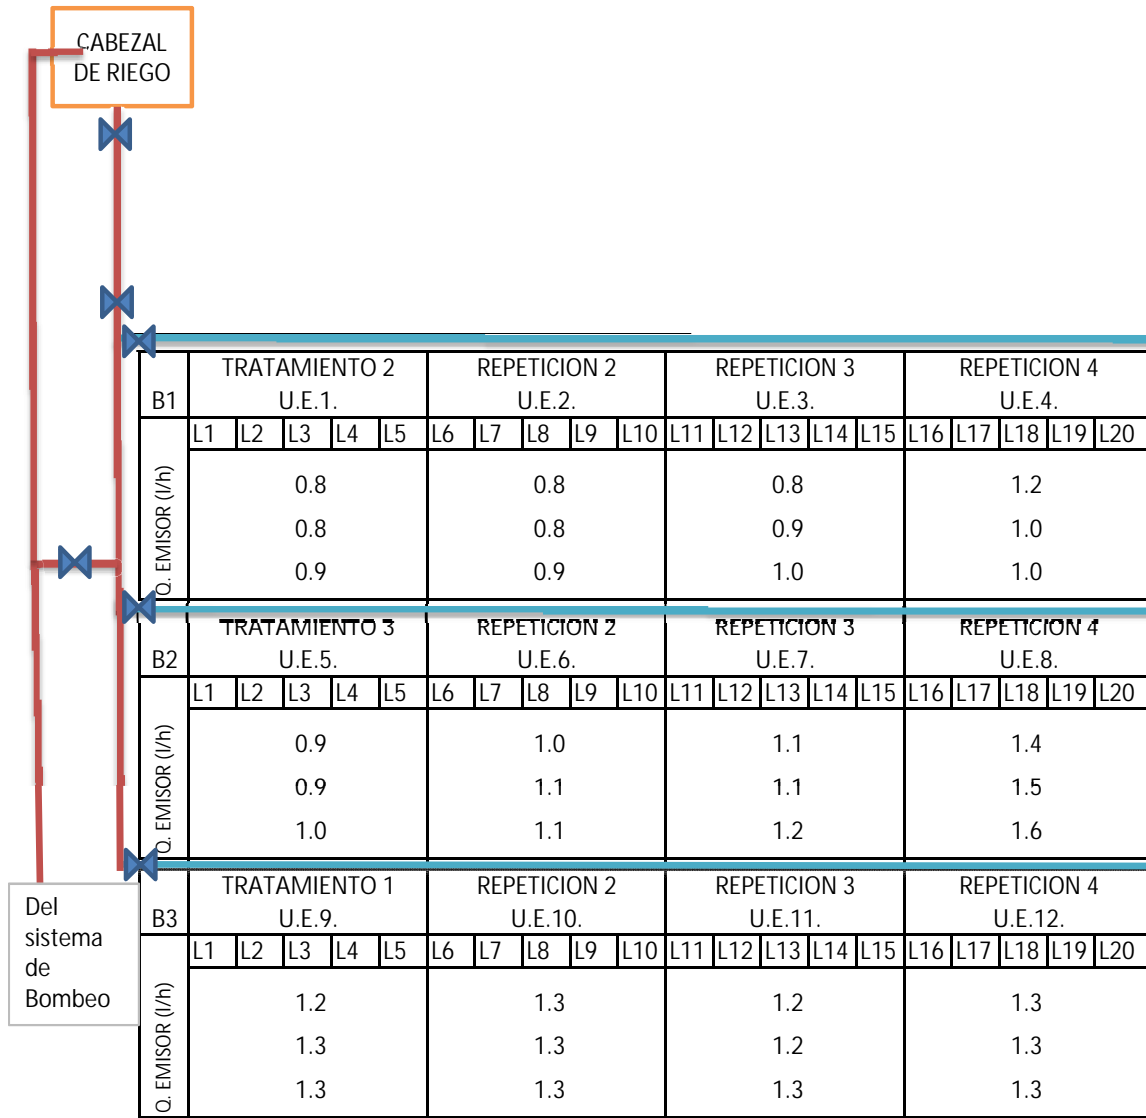 CABEZAL
DE RIEGO
B1
TRATAMIENTO 2
U.E.1.
REPETICION 2
U.E.2.
REPETICION 3
U.E.3.
REPETICION 4
U.E.4.
L1 L2 L3 L4 L5 L6 L7 L8 L9 L10 L11 L12 L13 L14 L15 L16 L17 L18 L19 L20
Q. EMISOR (l/h)
0.8 0.8 0.8 1.2
0.8 0.8 0.9 1.0
0.9 0.9 1.0 1.0
B2
TRATAMIENTO 3
U.E.5.
REPETICION 2
U.E.6.
REPETICION 3
U.E.7.
REPETICION 4
U.E.8.
L1 L2 L3 L4 L5 L6 L7 L8 L9 L10 L11 L12 L13 L14 L15 L16 L17 L18 L19 L20
Q. EMISOR (l/h)
0.9 1.0 1.1 1.4
0.9 1.1 1.1 1.5
1.0 1.1 1.2 1.6
B3
TRATAMIENTO 1
U.E.9.
REPETICION 2
U.E.10.
REPETICION 3
U.E.11.
REPETICION 4
U.E.12.
L1 L2 L3 L4 L5 L6 L7 L8 L9 L10 L11 L12 L13 L14 L15 L16 L17 L18 L19 L20
Q. EMISOR (l/h)
1.2 1.3 1.2 1.3
1.3 1.3 1.2 1.3
1.3 1.3 1.3 1.3
Del
sistema
de
Bombeo